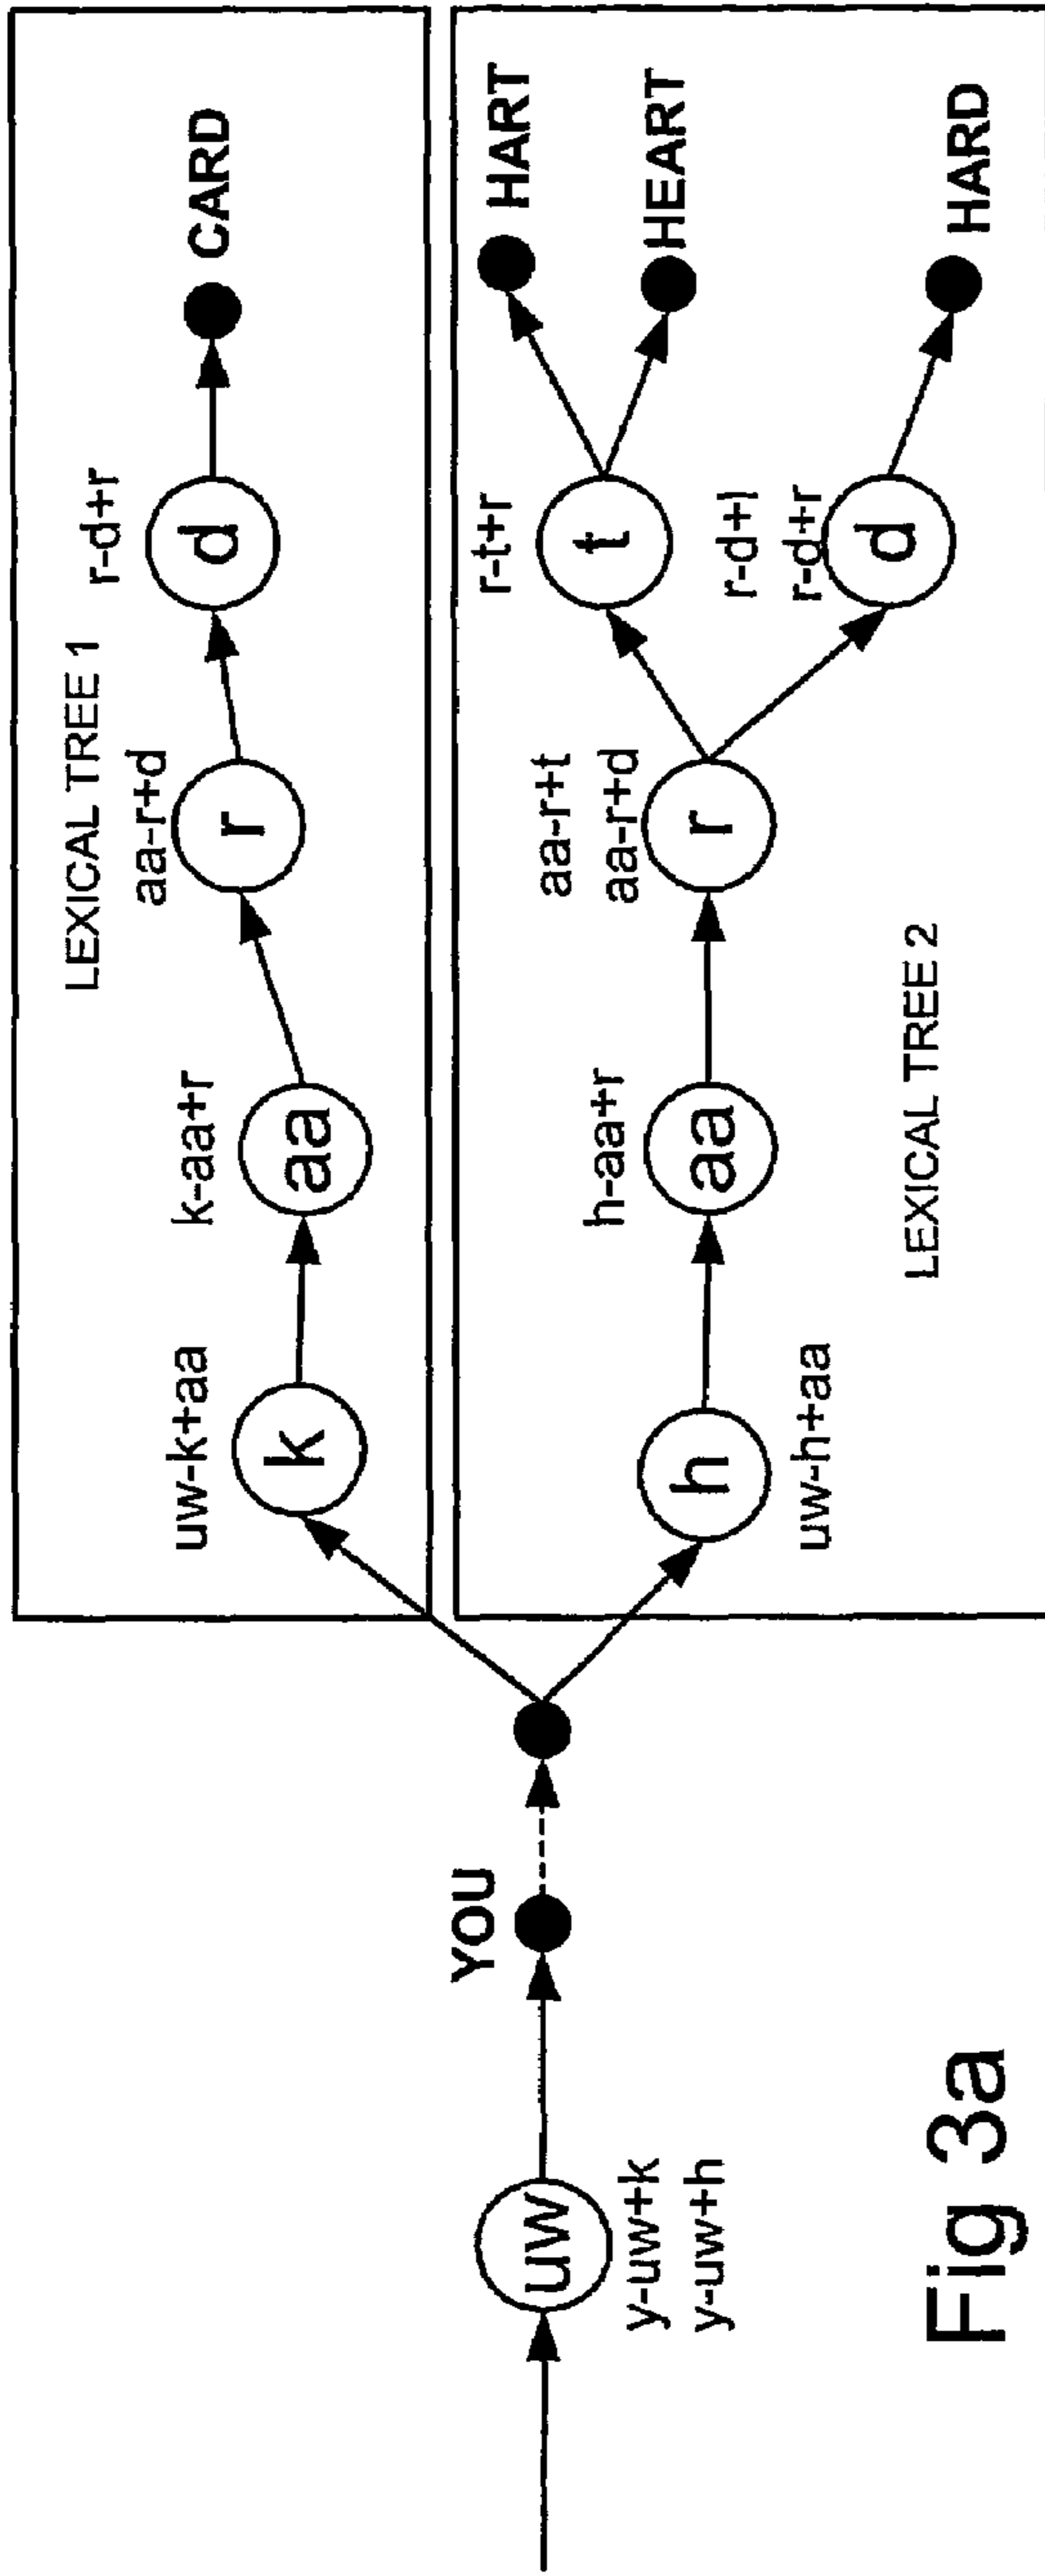 LEXICAL TREE 1
uw-k+aa
k
k-aa+r
aa
aa-r+d
r
r-d+r
d
CARD
YOU
uw
y-uw+k
y-uw+h
h
uw-h+aa
h-aa+r
aa
aa-r+t
aa-r+d
r
r-t+r
t
HART
HEART
r-d+l
r-d+r
d
HARD
LEXICAL TREE 2
Fig 3a